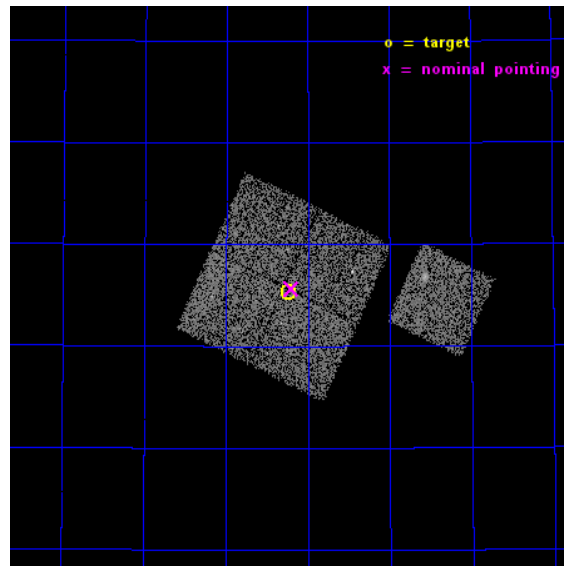 o = target
x = nominal pointing